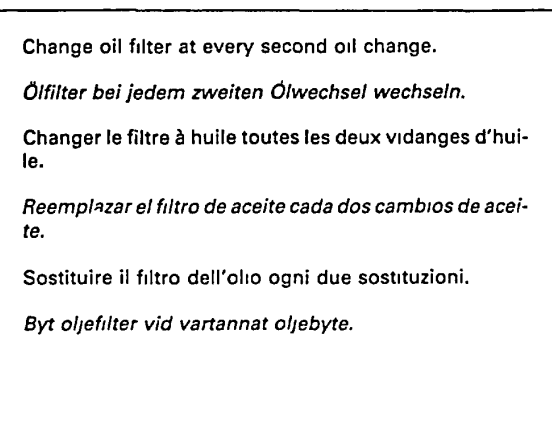 Change oil filter at every second oil change.
Ölfilter bei jedem zweiten Ölwechsel wechseln.
Changer le filtre à huile toutes les deux vidanges d'hui-
le.
Reemplazar el filtro de aceite cada dos cambios de acei-
te.
Sostituire il filtro dell'olio ogni due sostituzioni.
Byt oljefilter vid vartannat oljebyte.